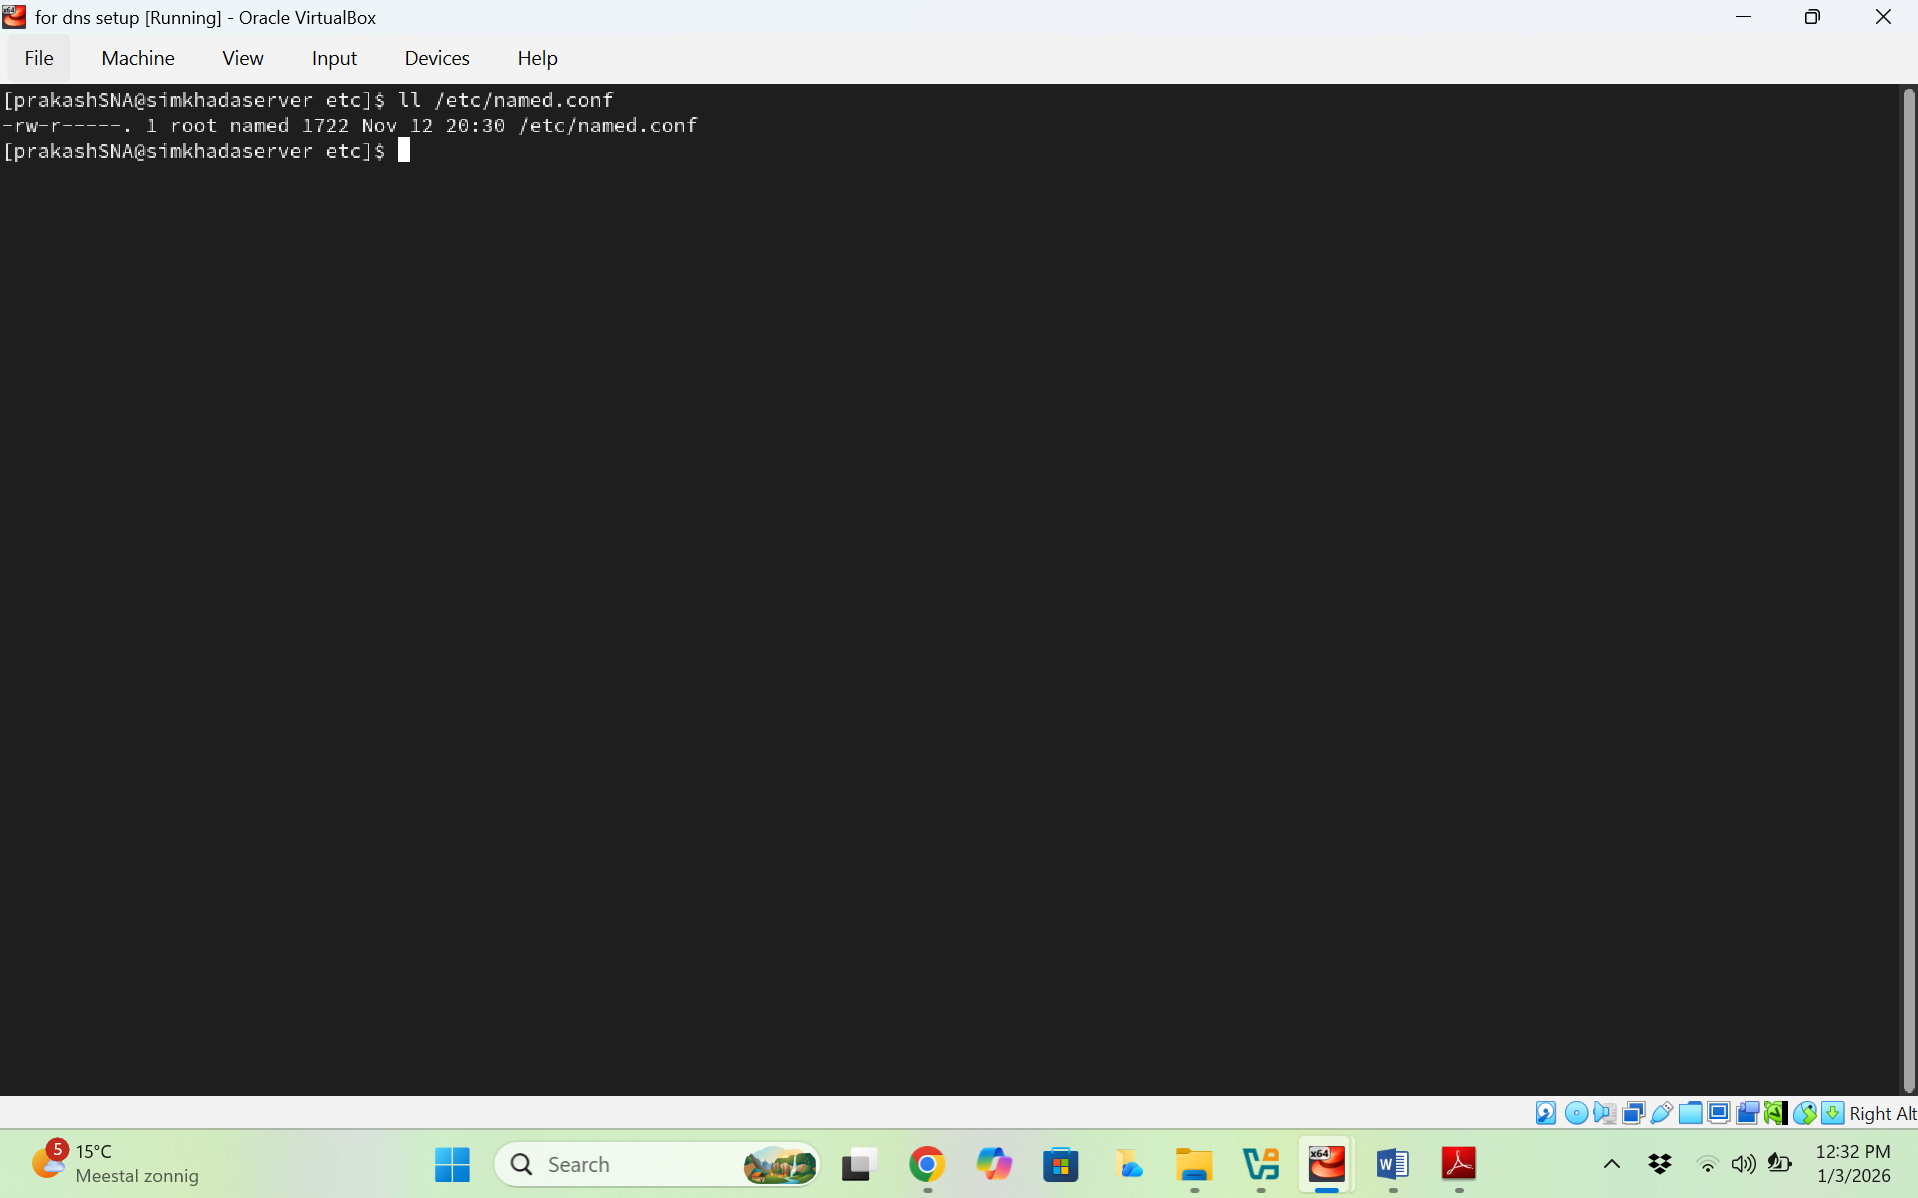 for dns setup [Running] - Oracle VirtualBox
File Machine View Input Devices Help
[prakashSNA@simkhadaserver etc]$ ll /etc/named.conf
-rw-r-----. 1 root named 1722 Nov 12 20:30 /etc/named.conf
[prakashSNA@simkhadaserver etc]$
Right Alt
5
15°C
Meestal zonnig
Search
x64
12:32 PM
1/3/2026